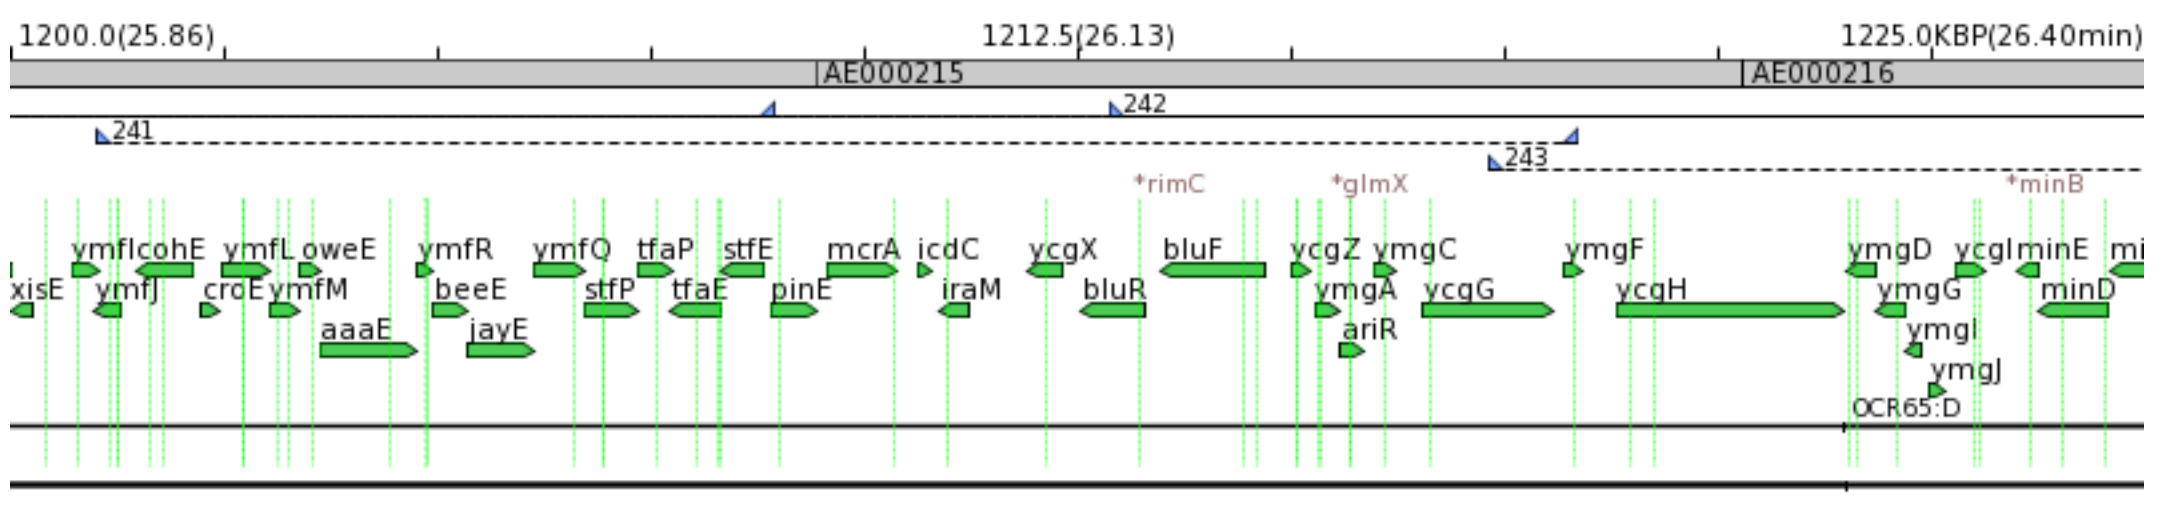 1200.0(25.86) 1212.5(26.13) 1225.0KBP(26.40min)
AE000215 AE000216
242
241
243
*rimC *glmX *minB
ymfI cohE ymfL oweE ymfR ymfQ tfaP stfE mcrA icdC ycgX bluF ycgZ ymgC ymgF ymgD ycgI minE mi
xisE ymfJ croE ymfM beeE stfP tfaE pinE iraM bluR ymgA ycgG ycgH ymgG minD
aaaE jayE ariR ymgI
ymgJ
OCR65:D